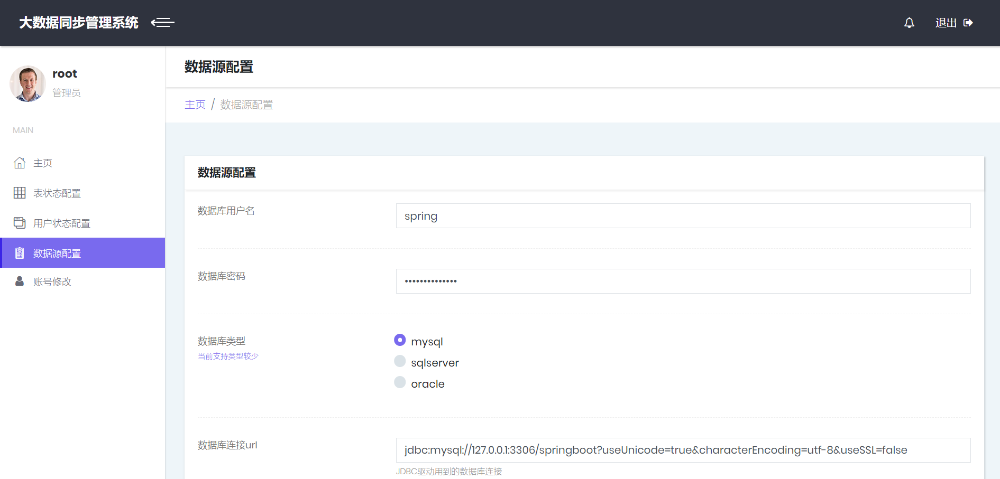 大数据同步管理系统
退出
root
管理员
MAIN
主页
表状态配置
用户状态配置
数据源配置
账号修改
数据源配置
主页 / 数据源配置
数据源配置
数据库用户名
spring
数据库密码
••••••••••••••
数据库类型
当前支持类型较少
mysql
sqlserver
oracle
数据库连接url
jdbc:mysql://127.0.0.1:3306/springboot?useUnicode=true&characterEncoding=utf-8&useSSL=false
JDBC驱动用到的数据库连接